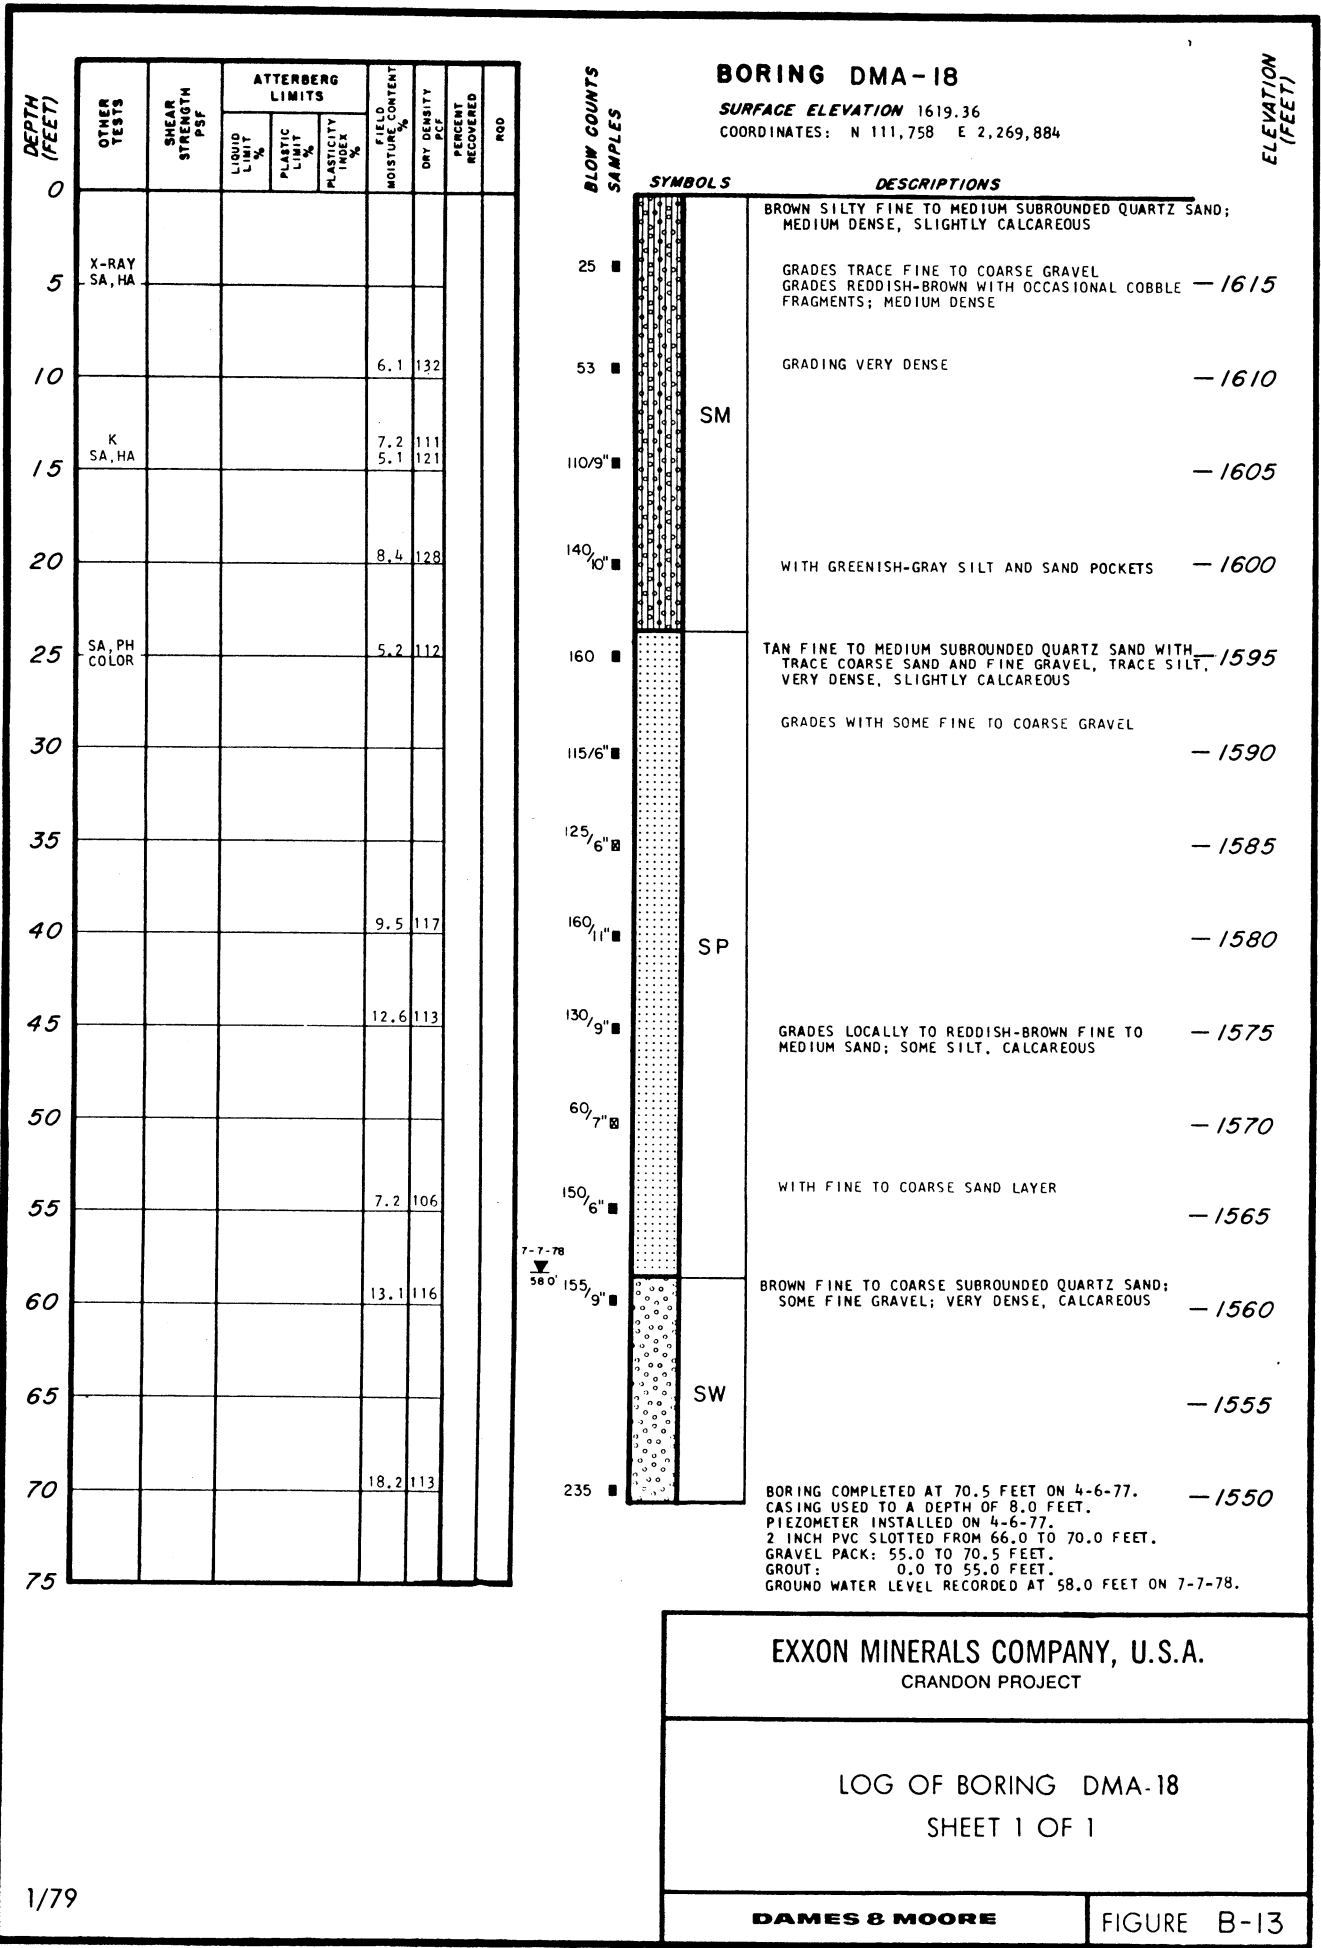 BORING DMA-18
SURFACE ELEVATION 1619.36
COORDINATES: N 111,758 E 2,269,884
DEPTH (FEET)
OTHER TESTS
SHEAR STRENGTH PSF
ATTERBERG LIMITS
LIQUID LIMIT %
PLASTIC LIMIT %
PLASTICITY INDEX %
FIELD MOISTURE CONTENT %
DRY DENSITY PCF
PERCENT RECOVERED
RQD
BLOW COUNTS
SAMPLES
SYMBOLS
DESCRIPTIONS
ELEVATION (FEET)
0
BROWN SILTY FINE TO MEDIUM SUBROUNDED QUARTZ SAND;
MEDIUM DENSE, SLIGHTLY CALCAREOUS
X-RAY
SA,HA
5
25
GRADES TRACE FINE TO COARSE GRAVEL
GRADES REDDISH-BROWN WITH OCCASIONAL COBBLE
FRAGMENTS; MEDIUM DENSE
1615
10
6.1 132
53
GRADING VERY DENSE
1610
SM
K
SA,HA
15
7.2 111
5.1 121
110/9"
1605
20
8.4 128
140/10"
WITH GREENISH-GRAY SILT AND SAND POCKETS
1600
25
SA,PH
COLOR
5.2 112
160
TAN FINE TO MEDIUM SUBROUNDED QUARTZ SAND WITH
TRACE COARSE SAND AND FINE GRAVEL, TRACE SILT,
VERY DENSE, SLIGHTLY CALCAREOUS
1595
GRADES WITH SOME FINE TO COARSE GRAVEL
30
115/6"
1590
35
125/6"
1585
40
9.5 117
160/11"
SP
1580
45
12.6 113
130/9"
GRADES LOCALLY TO REDDISH-BROWN FINE TO
MEDIUM SAND; SOME SILT, CALCAREOUS
1575
50
60/7"
1570
55
7.2 106
150/6"
WITH FINE TO COARSE SAND LAYER
1565
7-7-78
58.0'
60
13.1 116
155/9"
BROWN FINE TO COARSE SUBROUNDED QUARTZ SAND;
SOME FINE GRAVEL; VERY DENSE, CALCAREOUS
1560
65
SW
1555
70
18.2 113
235
1550
BORING COMPLETED AT 70.5 FEET ON 4-6-77.
CASING USED TO A DEPTH OF 8.0 FEET.
PIEZOMETER INSTALLED ON 4-6-77.
2 INCH PVC SLOTTED FROM 66.0 TO 70.0 FEET.
GRAVEL PACK: 55.0 TO 70.5 FEET.
GROUT: 0.0 TO 55.0 FEET.
GROUND WATER LEVEL RECORDED AT 58.0 FEET ON 7-7-78.
75
EXXON MINERALS COMPANY, U.S.A.
CRANDON PROJECT
LOG OF BORING DMA-18
SHEET 1 OF 1
1/79
DAMES & MOORE
FIGURE B-13